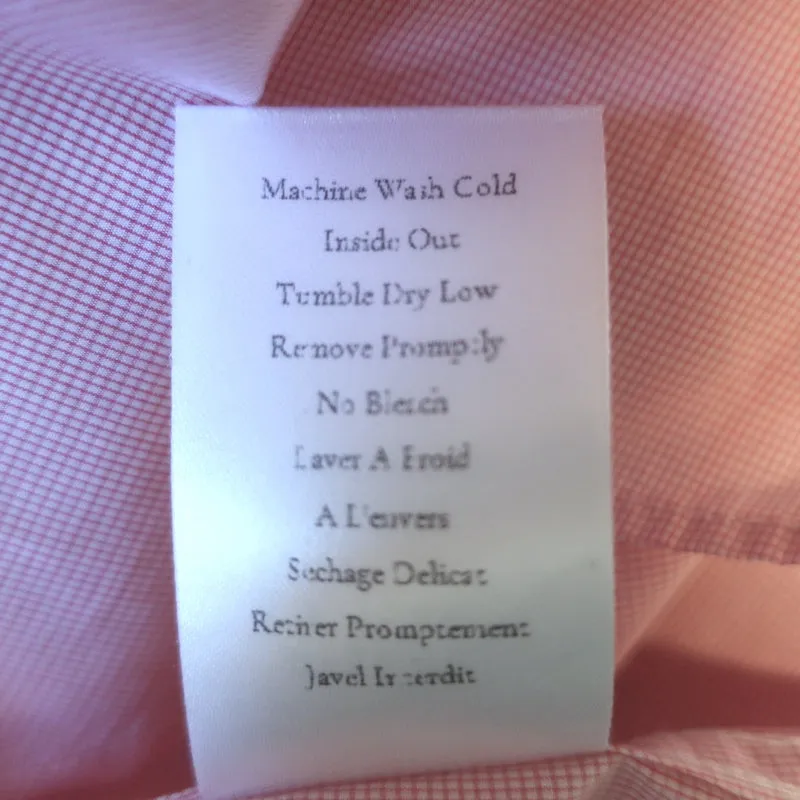 Machine Wash Cold
Inside Out
Tumble Dry Low
Remove Promptly
No Bleach
Laver A Froid
A L'envers
Sechage Delicat
Retirer Promptement
Javel Interdit